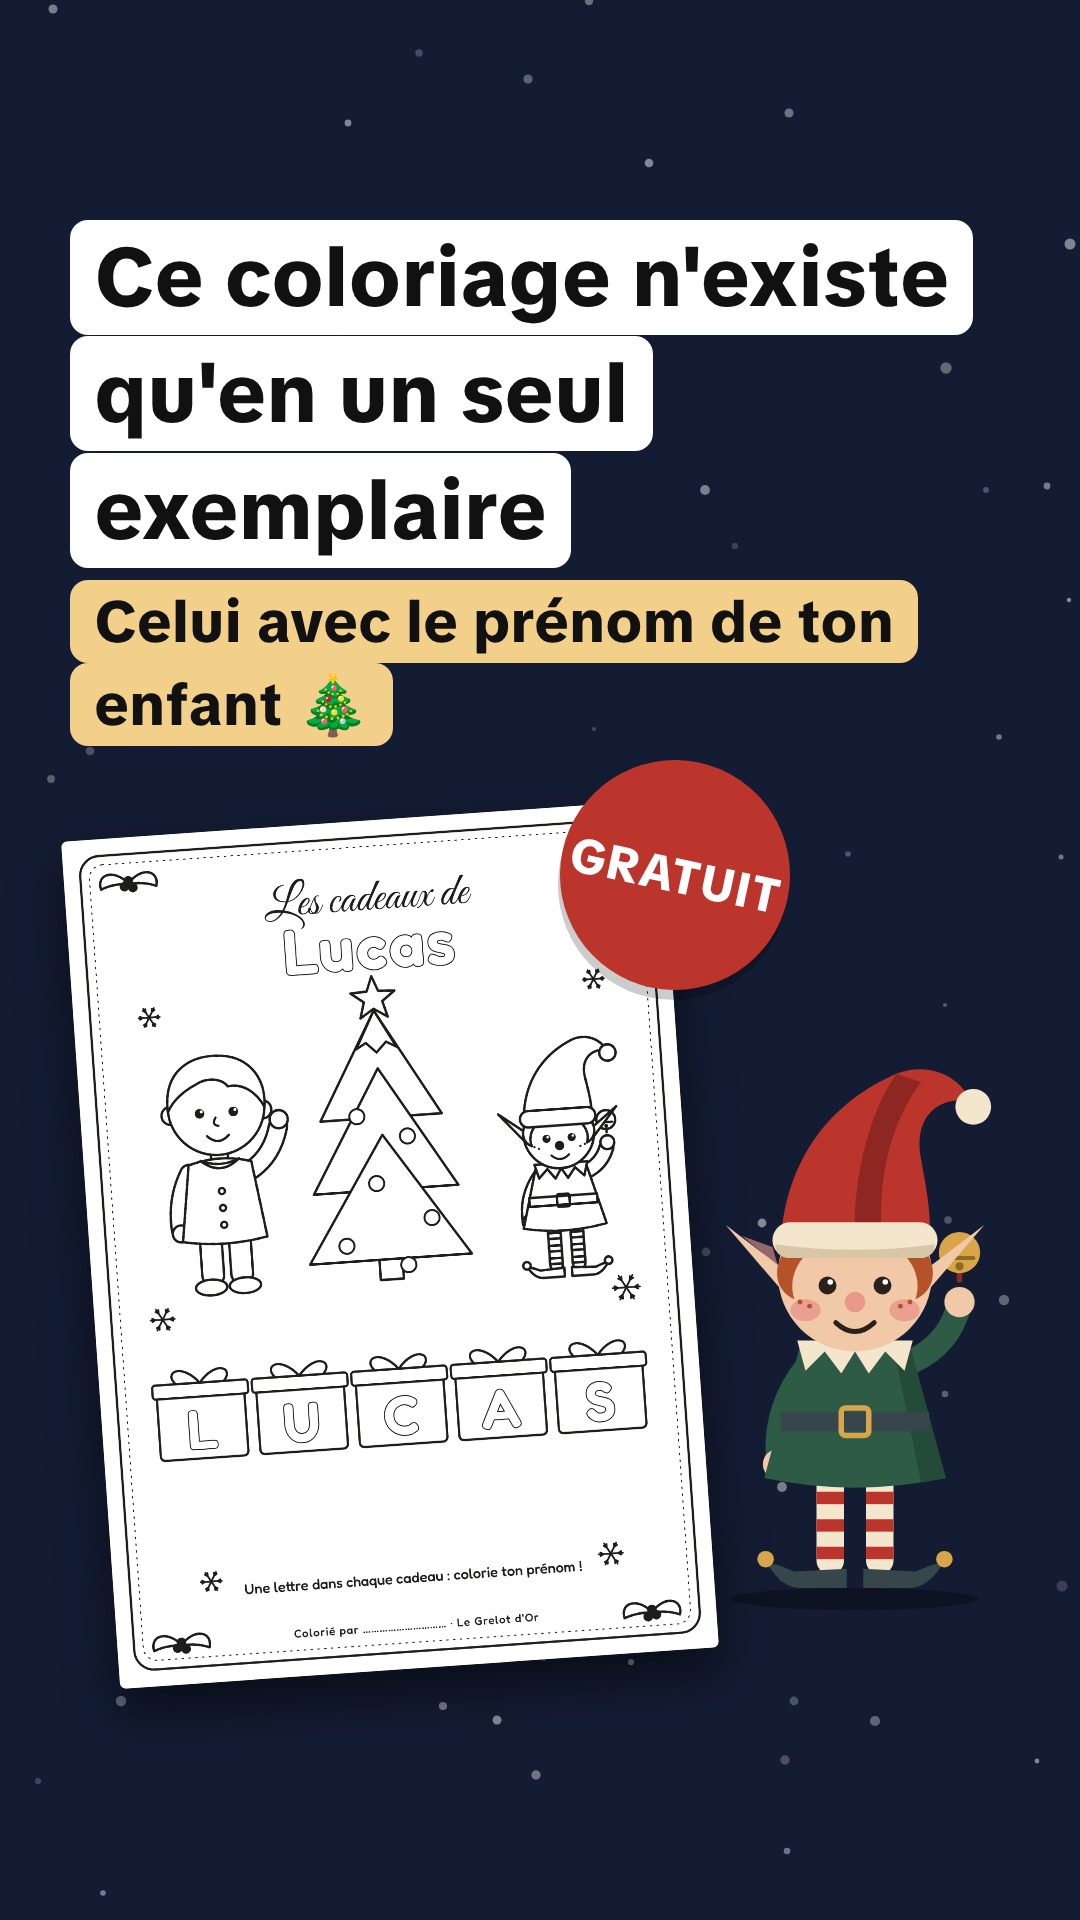 Ce coloriage n'existe
qu'en un seul
exemplaire
Celui avec le prénom de ton
enfant 🎄
GRATUIT
Les cadeaux de
Lucas
L U C A S
Une lettre dans chaque cadeau : colorie ton prénom !
Colorié par .............................. · Le Grelot d'Or